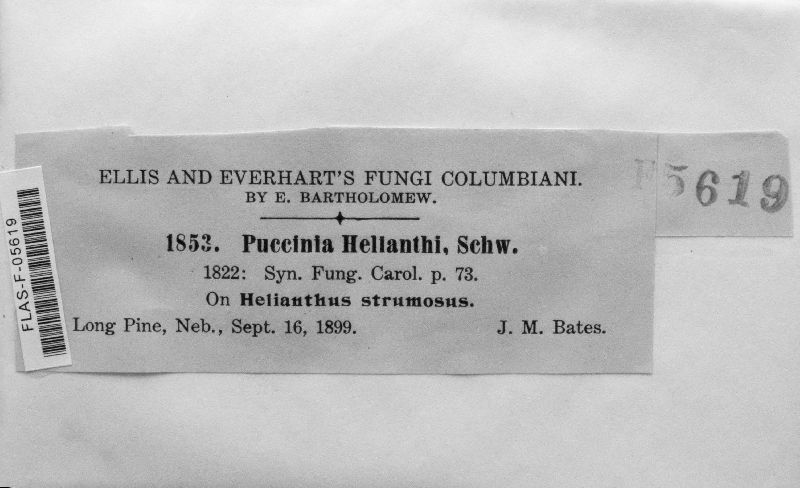 ELLIS AND EVERHART'S FUNGI COLUMBIANI.
BY E. BARTHOLOMEW.
1853. Puccinia Helianthi, Schw.
1822: Syn. Fung. Carol. p. 73.
On Helianthus strumosus.
Long Pine, Neb., Sept. 16, 1899. J. M. Bates.
F5619
FLAS-F-05619